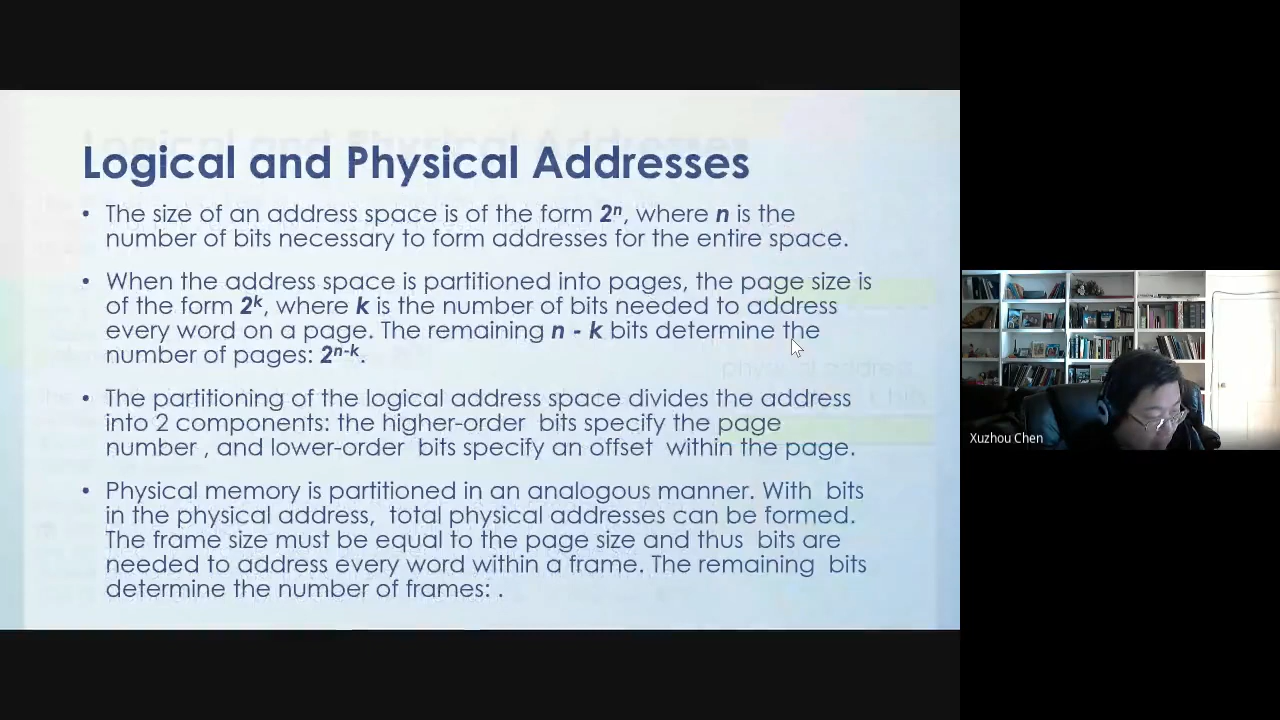 Logical and Physical Addresses
• The size of an address space is of the form 2ⁿ, where n is the
number of bits necessary to form addresses for the entire space.
• When the address space is partitioned into pages, the page size is
of the form 2ᵏ, where k is the number of bits needed to address
every word on a page. The remaining n - k bits determine the
number of pages: 2ⁿ⁻ᵏ.
• The partitioning of the logical address space divides the address
into 2 components: the higher-order bits specify the page
number , and lower-order bits specify an offset within the page.
• Physical memory is partitioned in an analogous manner. With bits
in the physical address, total physical addresses can be formed.
The frame size must be equal to the page size and thus bits are
needed to address every word within a frame. The remaining bits
determine the number of frames: .
physical address
Xuzhou Chen